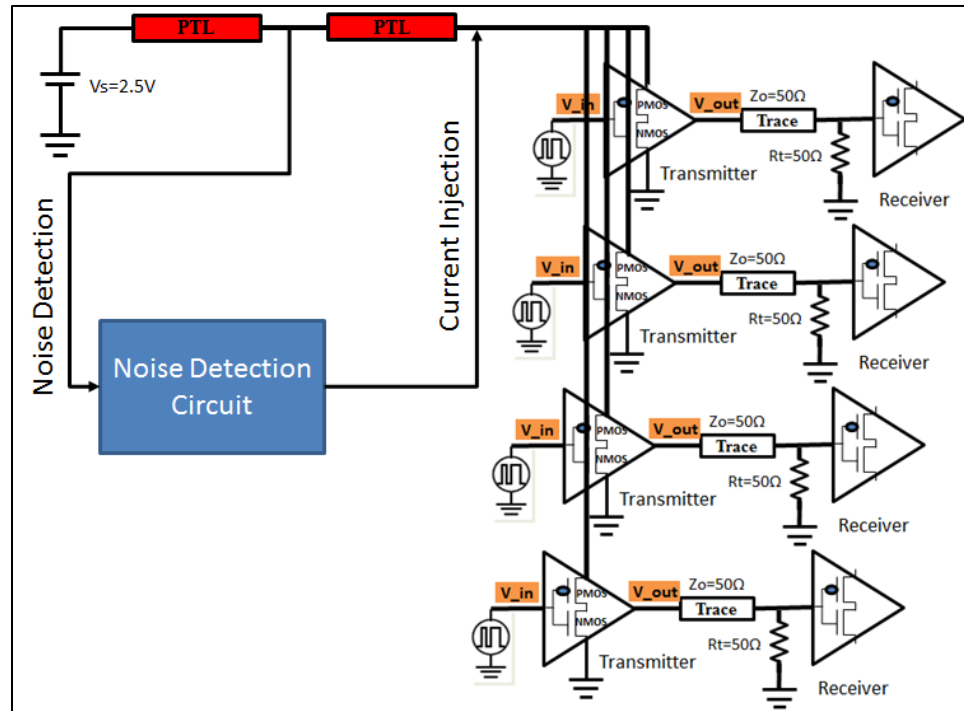 PTL
PTL
Vs=2.5V
Noise Detection
Current Injection
Noise Detection
Circuit
V_in
PMOS
NMOS
V_out
Zo=50Ω
Trace
Rt=50Ω
Transmitter
Receiver
V_in
PMOS
NMOS
V_out
Zo=50Ω
Trace
Rt=50Ω
Transmitter
Receiver
V_in
PMOS
NMOS
V_out
Zo=50Ω
Trace
Rt=50Ω
Transmitter
Receiver
V_in
PMOS
NMOS
V_out
Zo=50Ω
Trace
Rt=50Ω
Transmitter
Receiver